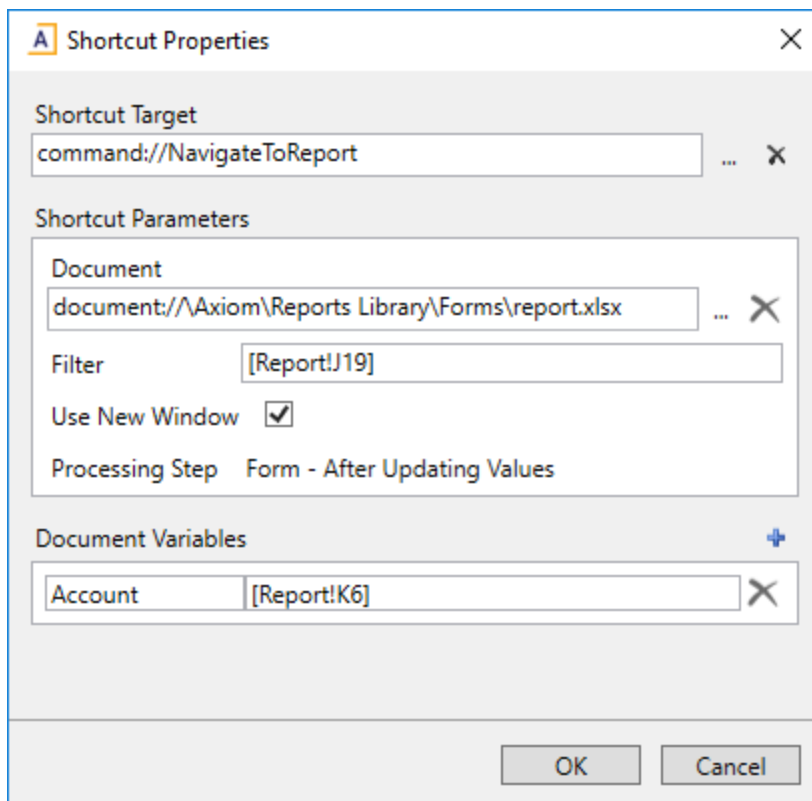 A Shortcut Properties
Shortcut Target
command://NavigateToReport ...
Shortcut Parameters
Document
document://\Axiom\Reports Library\Forms\report.xlsx ...
Filter [Report!J19]
Use New Window
Processing Step Form - After Updating Values
Document Variables
Account [Report!K6]
OK Cancel